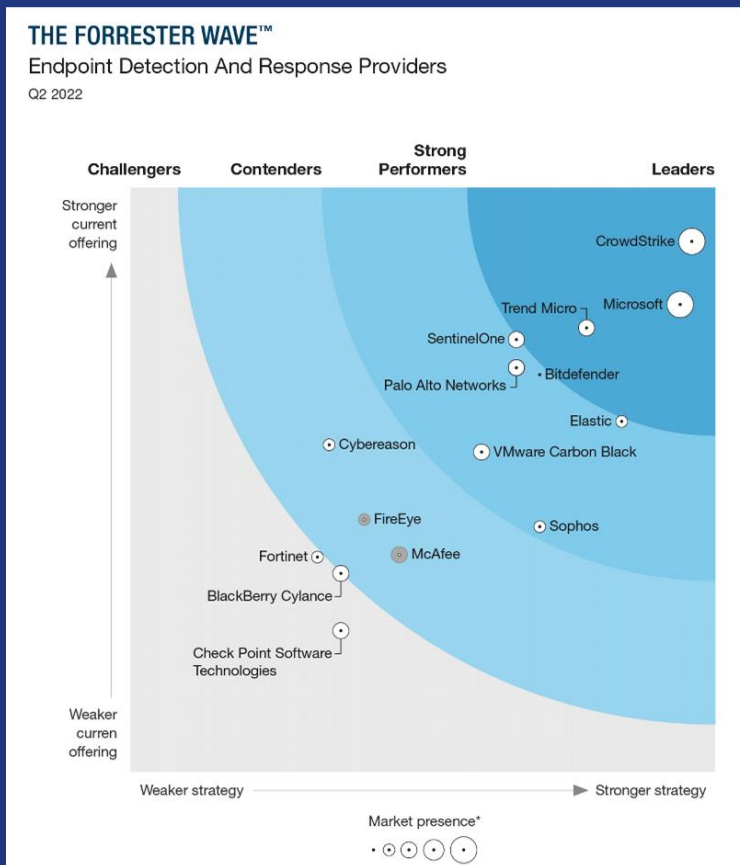 THE FORRESTER WAVE™
Endpoint Detection And Response Providers
Q2 2022
Challengers
Contenders
Strong
Performers
Leaders
Stronger
current
offering
CrowdStrike
Microsoft
Trend Micro
SentinelOne
Bitdefender
Palo Alto Networks
Elastic
Cybereason
VMware Carbon Black
FireEye
Sophos
Fortinet
McAfee
BlackBerry Cylance
Check Point Software
Technologies
Weaker
curren
offering
Weaker strategy
Stronger strategy
Market presence*